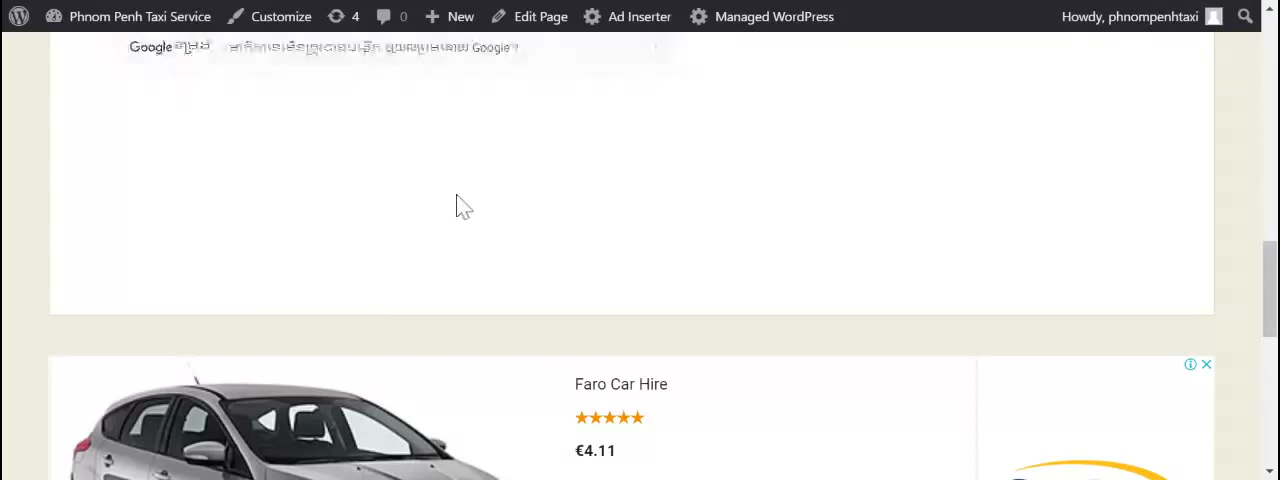 Phnom Penh Taxi Service Customize 4 0 New Edit Page Ad Inserter Managed WordPress Howdy, phnompenhtaxi
Google
Google
Faro Car Hire
★★★★★
€4.11